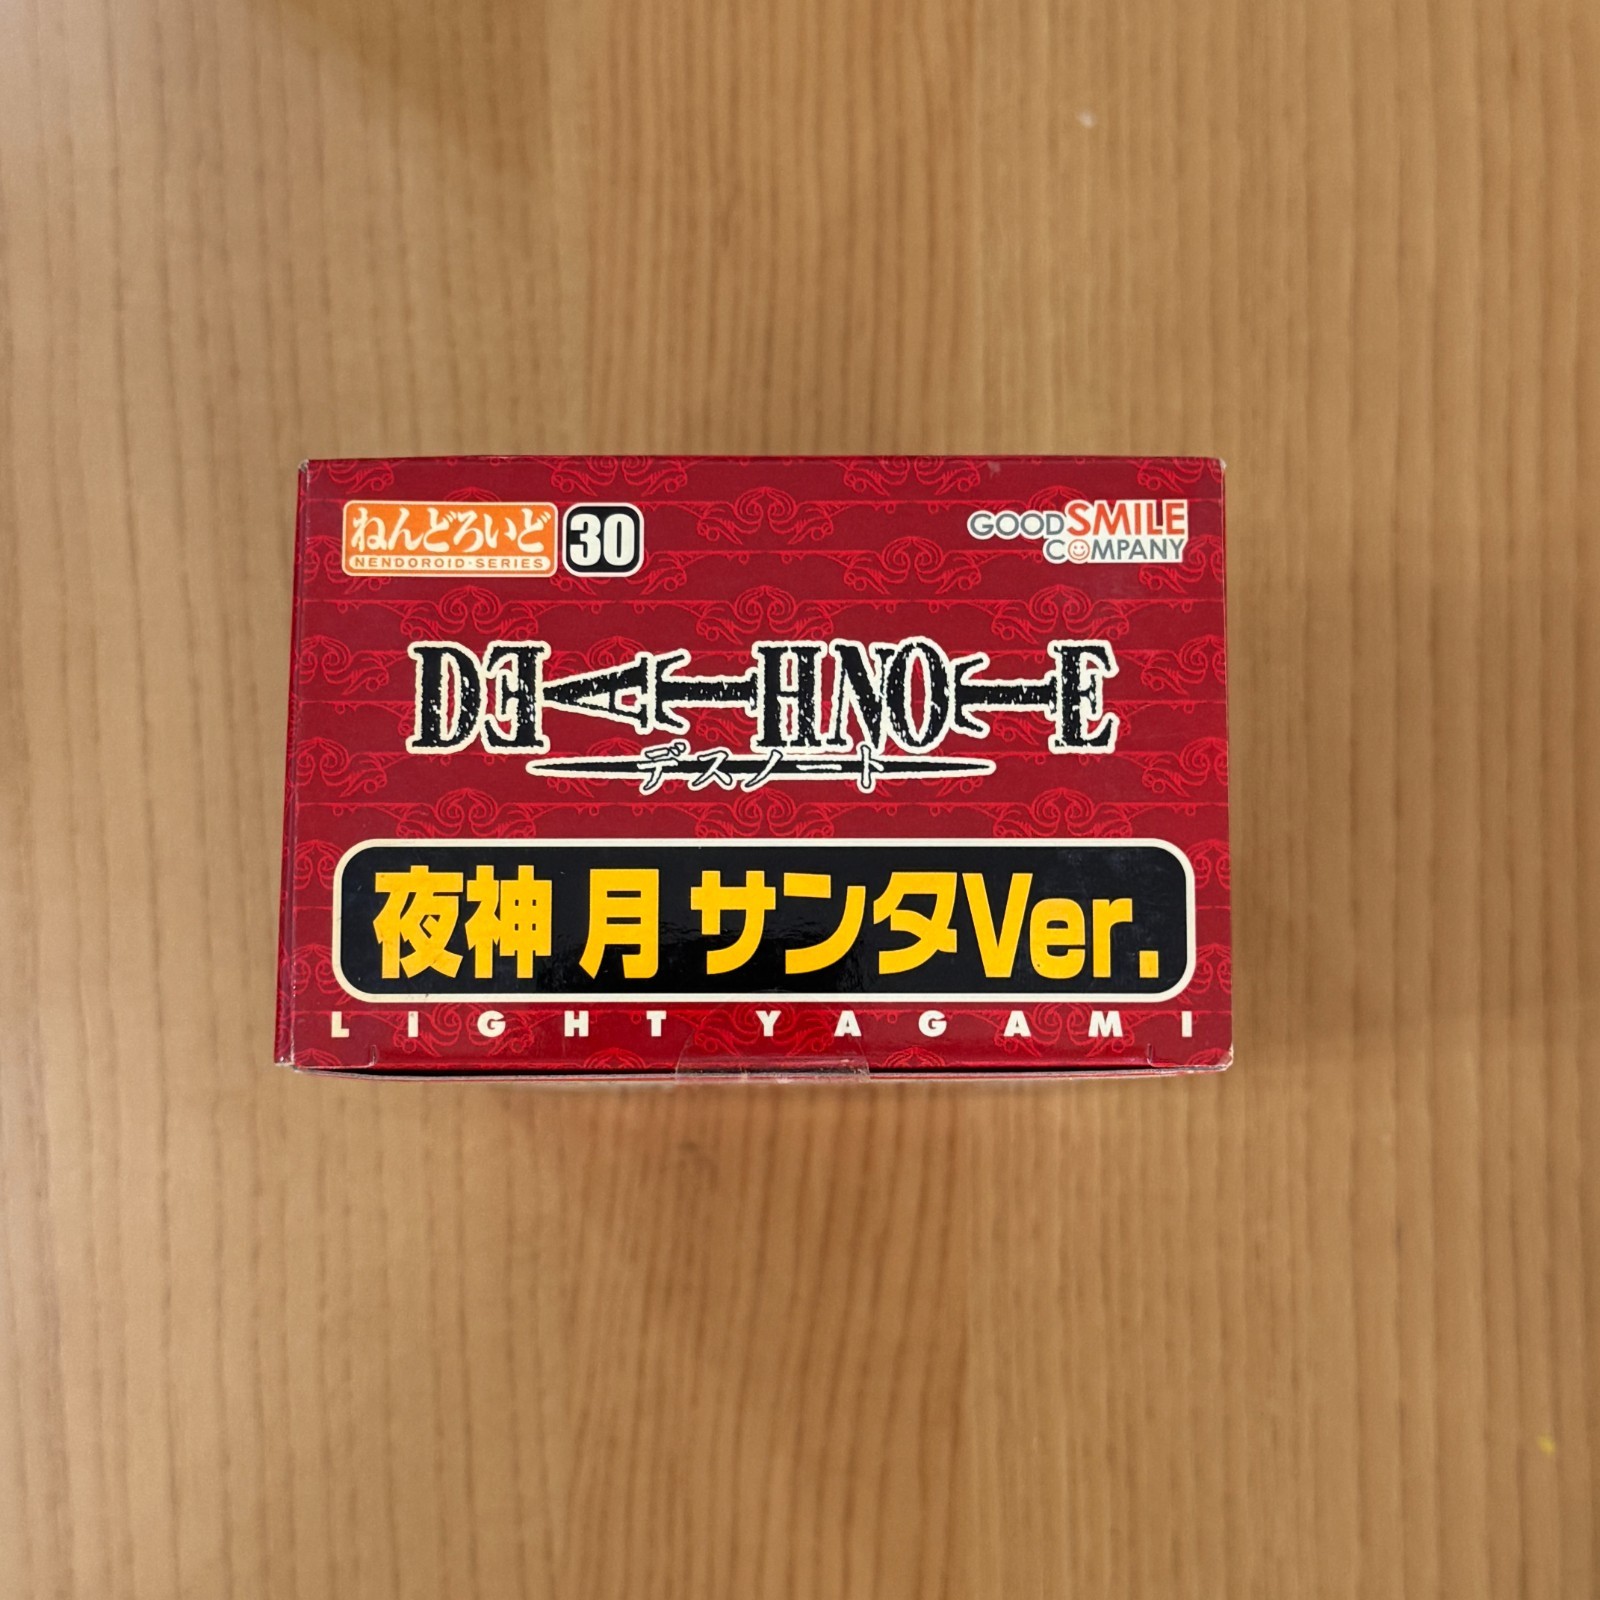 ねんどろいど 30
NENDOROID·SERIES
GOOD SMILE
COMPANY
DEATH NOTE
デスノート
夜神 月 サンタVer.
LIGHT YAGAMI